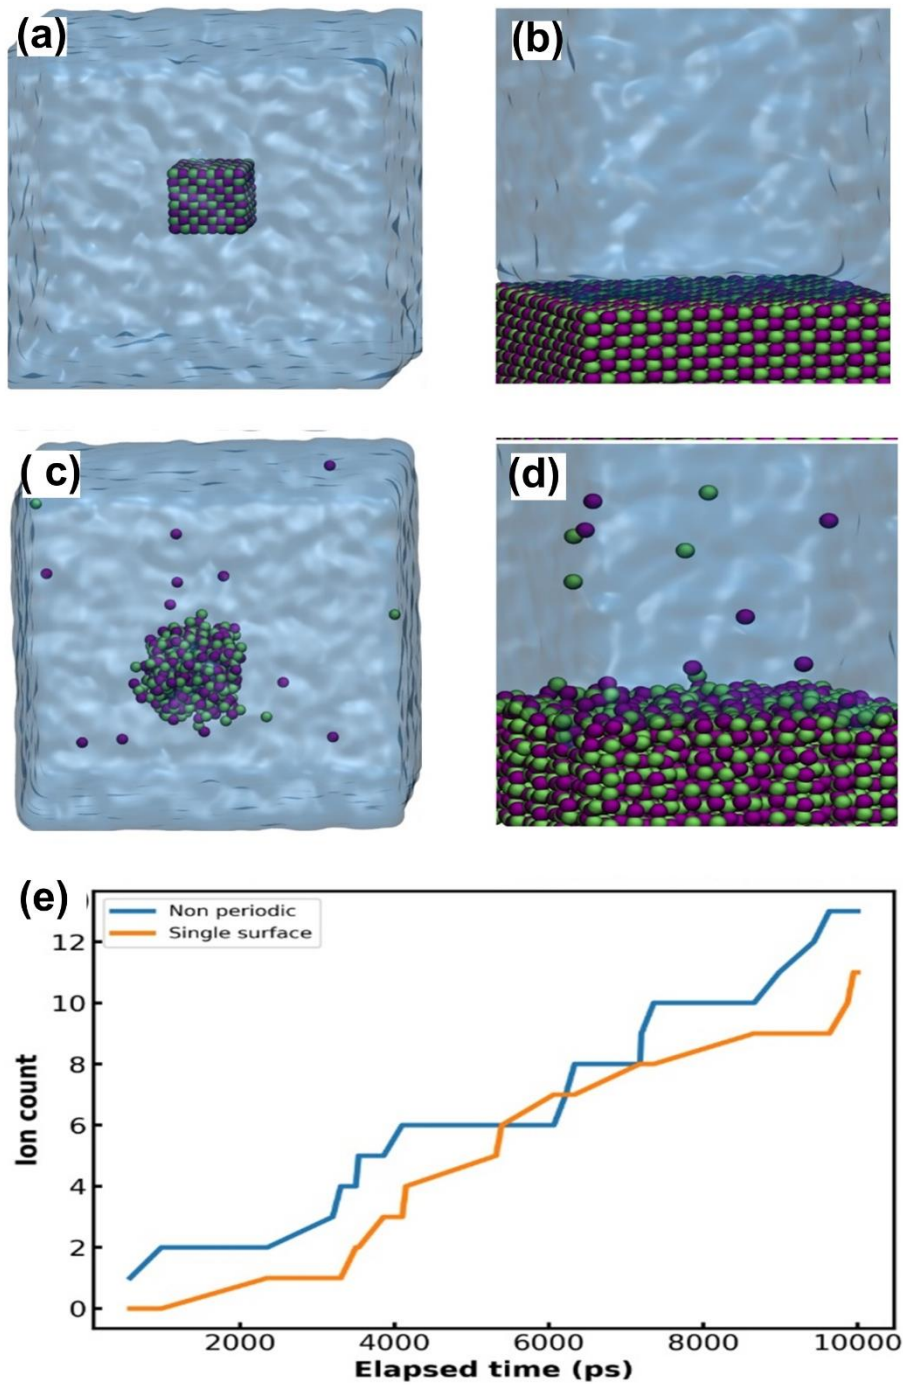 (a)
(b)
( c)
(d)
(e)
Non periodic
Single surface
12
10
8
6
4
2
0
Ion count
2000 4000 6000 8000 10000
Elapsed time (ps)